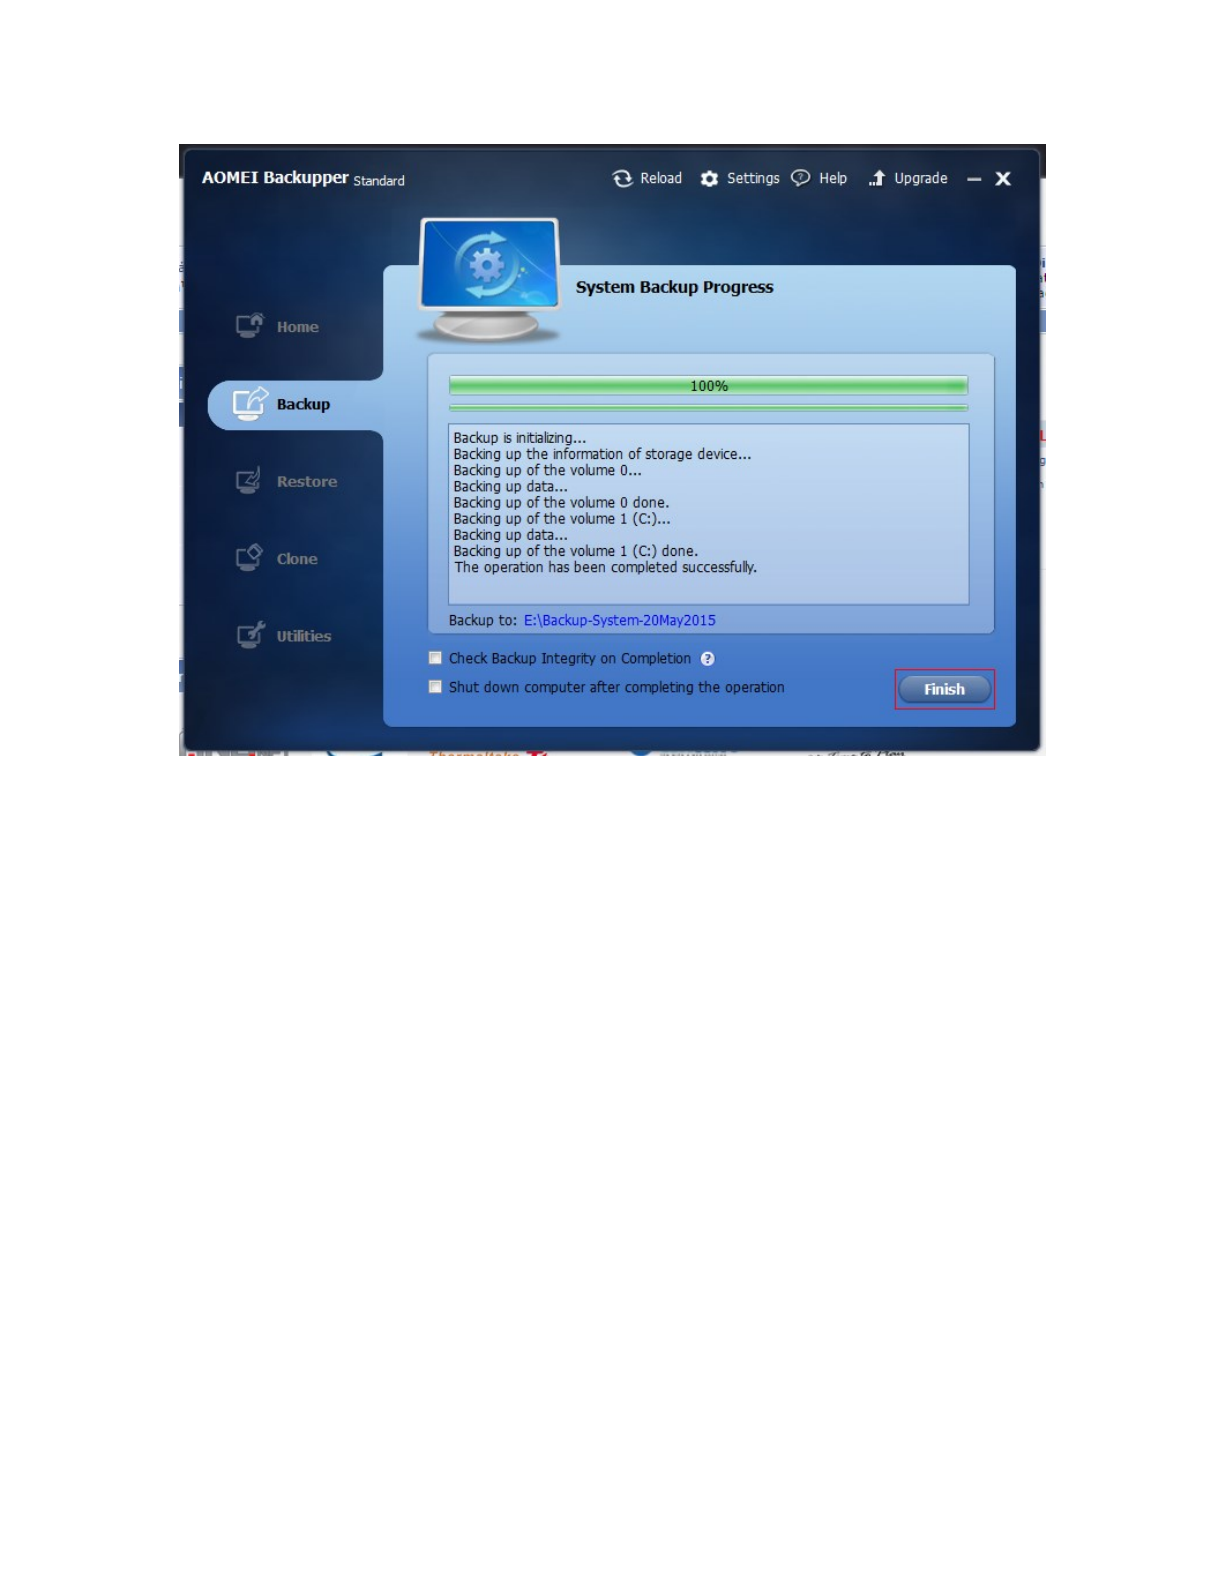 AOMEI Backupper Standard
Reload Settings Help Upgrade
System Backup Progress
Home
Backup
Restore
Clone
Utilities
100%
Backup is initializing...
Backing up the information of storage device...
Backing up of the volume 0...
Backing up data...
Backing up of the volume 0 done.
Backing up of the volume 1 (C:)...
Backing up data...
Backing up of the volume 1 (C:) done.
The operation has been completed successfully.
Backup to: E:\Backup-System-20May2015
Check Backup Integrity on Completion
Shut down computer after completing the operation
Finish